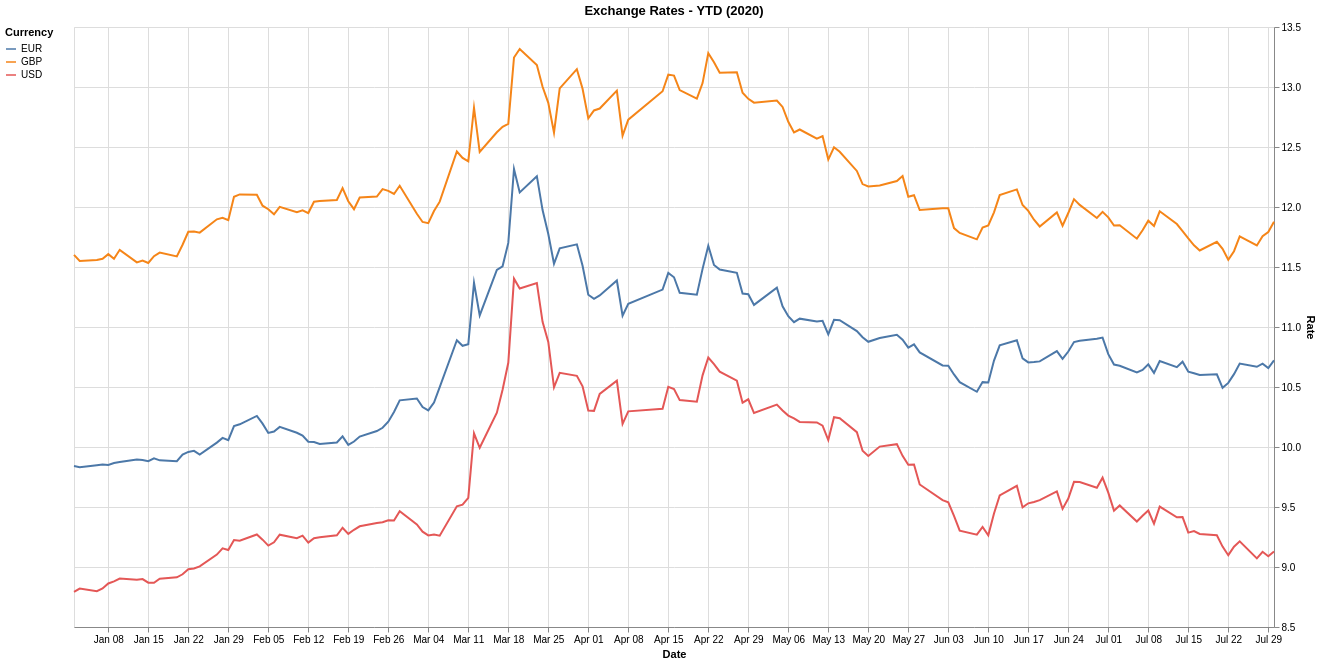 Exchange Rates - YTD (2020)
Currency
EUR
GBP
USD
13.5
13.0
12.5
12.0
11.5
11.0
10.5
10.0
9.5
9.0
8.5
Rate
Jan 08 Jan 15 Jan 22 Jan 29 Feb 05 Feb 12 Feb 19 Feb 26 Mar 04 Mar 11 Mar 18 Mar 25 Apr 01 Apr 08 Apr 15 Apr 22 Apr 29 May 06 May 13 May 20 May 27 Jun 03 Jun 10 Jun 17 Jun 24 Jul 01 Jul 08 Jul 15 Jul 22 Jul 29
Date